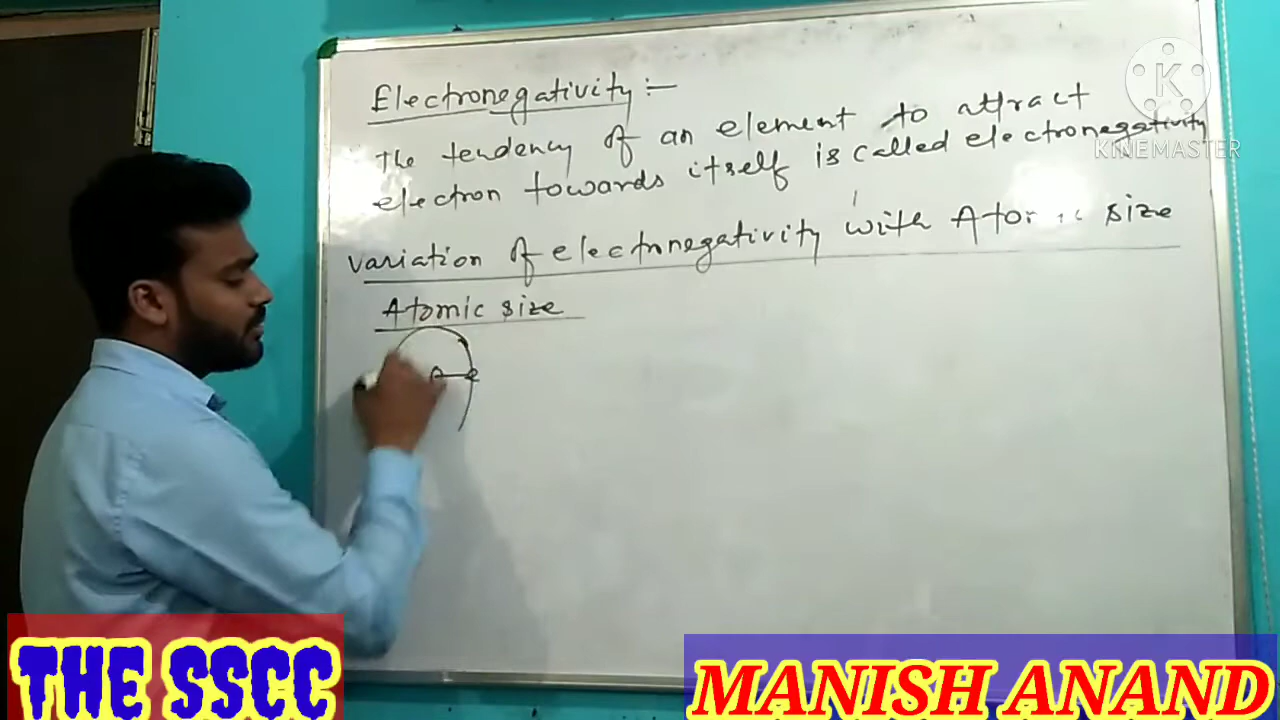 Electronegativity :-
The tendency of an element to attract
electron towards itself is called electronegativity
variation of electronegativity with Atomic size
Atomic size
K
KINEMASTER
THE SSCC
MANISH ANAND